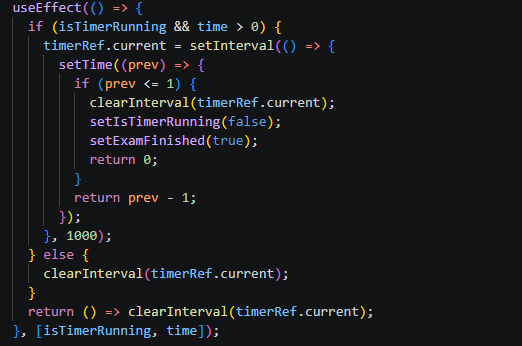 useEffect(() => {
  if (isTimerRunning && time > 0) {
    timerRef.current = setInterval(() => {
      setTime((prev) => {
        if (prev <= 1) {
          clearInterval(timerRef.current);
          setIsTimerRunning(false);
          setExamFinished(true);
          return 0;
        }
        return prev - 1;
      });
    }, 1000);
  } else {
    clearInterval(timerRef.current);
  }
  return () => clearInterval(timerRef.current);
}, [isTimerRunning, time]);